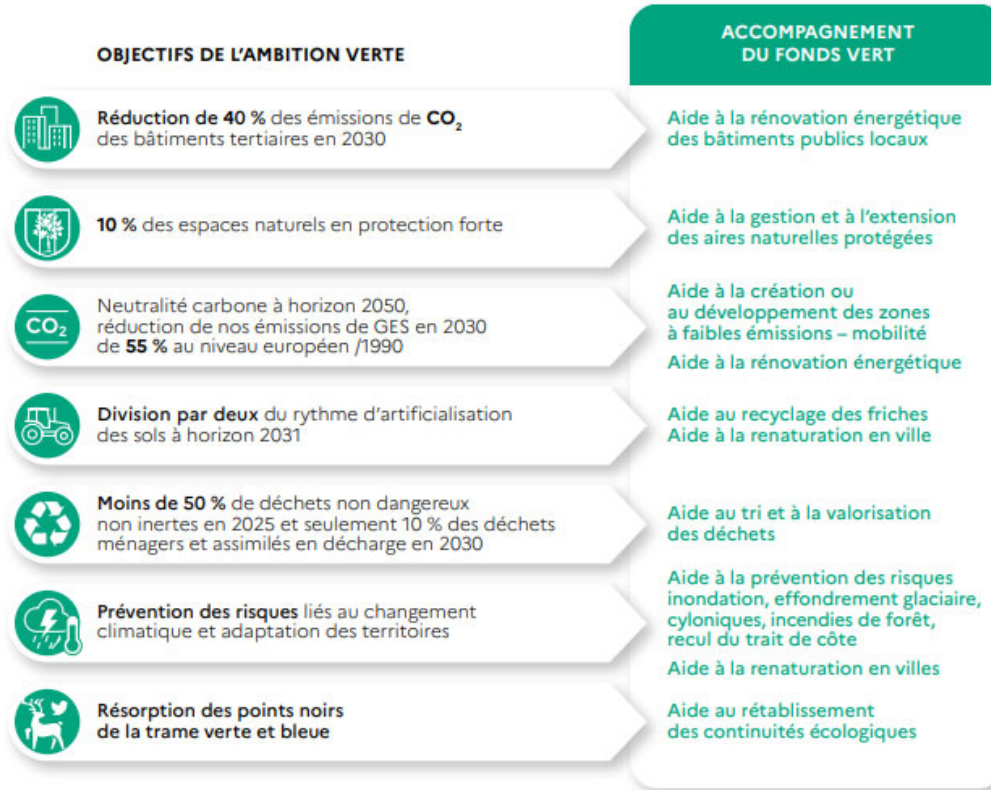 OBJECTIFS DE L'AMBITION VERTE
ACCOMPAGNEMENT
DU FONDS VERT
Réduction de 40 % des émissions de CO₂
des bâtiments tertiaires en 2030
Aide à la rénovation énergétique
des bâtiments publics locaux
10 % des espaces naturels en protection forte
Aide à la gestion et à l'extension
des aires naturelles protégées
CO₂
Neutralité carbone à horizon 2050,
réduction de nos émissions de GES en 2030
de 55 % au niveau européen /1990
Aide à la création ou
au développement des zones
à faibles émissions – mobilité
Aide à la rénovation énergétique
Division par deux du rythme d'artificialisation
des sols à horizon 2031
Aide au recyclage des friches
Aide à la renaturation en ville
Moins de 50 % de déchets non dangereux
non inertes en 2025 et seulement 10 % des déchets
ménagers et assimilés en décharge en 2030
Aide au tri et à la valorisation
des déchets
Prévention des risques liés au changement
climatique et adaptation des territoires
Aide à la prévention des risques
inondation, effondrement glaciaire,
cyloniques, incendies de forêt,
recul du trait de côte
Aide à la renaturation en villes
Résorption des points noirs
de la trame verte et bleue
Aide au rétablissement
des continuités écologiques